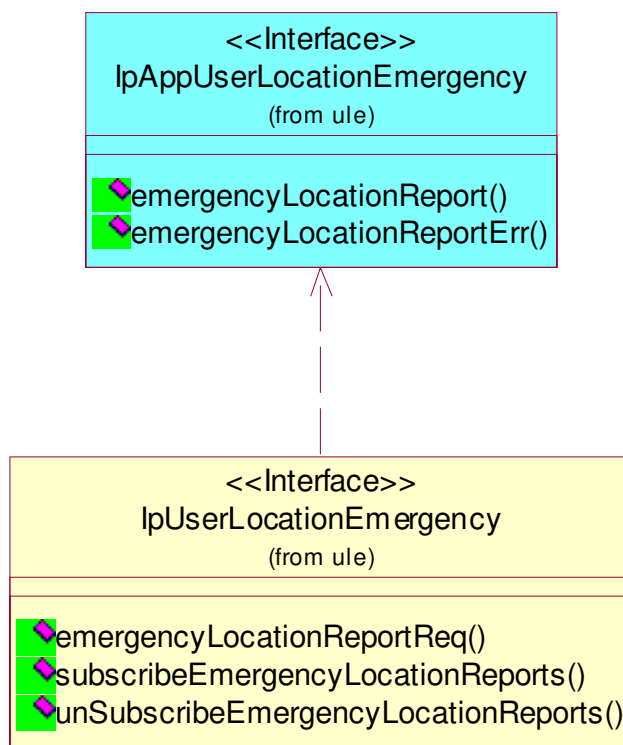 <<Interface>>
IpAppUserLocationEmergency
(from ule)
emergencyLocationReport()
emergencyLocationReportErr()
<<Interface>>
IpUserLocationEmergency
(from ule)
emergencyLocationReportReq()
subscribeEmergencyLocationReports()
unSubscribeEmergencyLocationReports()